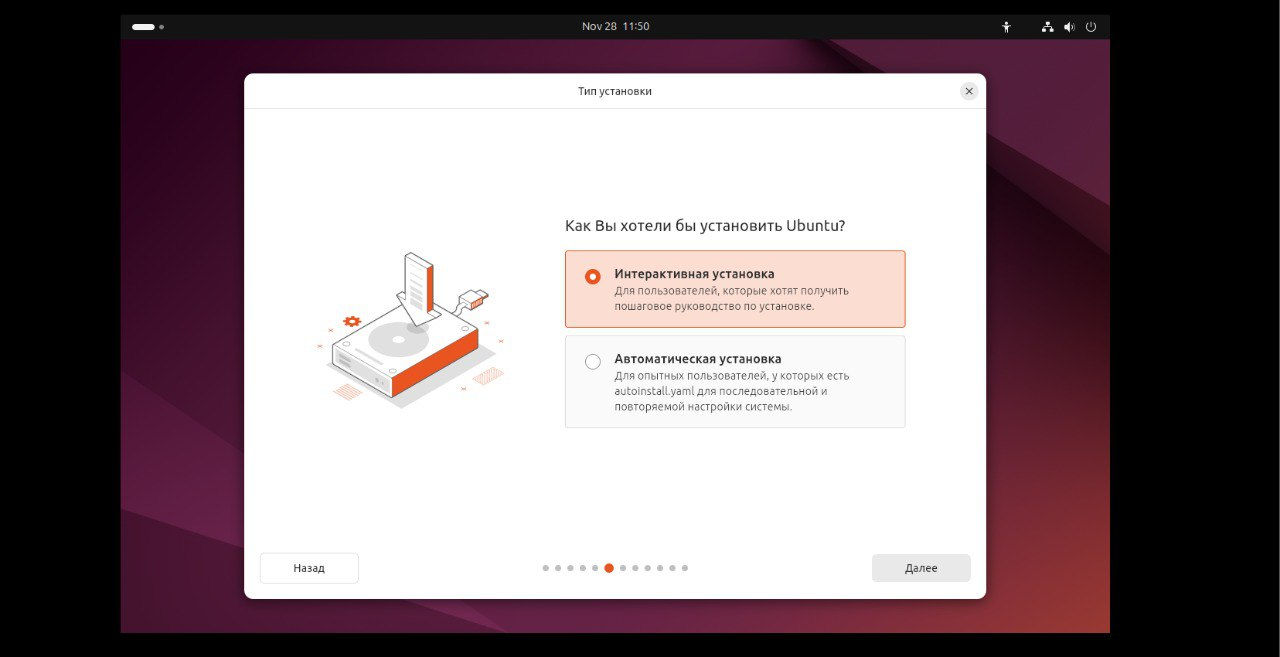 Nov 28 11:50
Тип установки
Как Вы хотели бы установить Ubuntu?
Интерактивная установка
Для пользователей, которые хотят получить
пошаговое руководство по установке.
Автоматическая установка
Для опытных пользователей, у которых есть
autoinstall.yaml для последовательной и
повторяемой настройки системы.
Назад
Далее